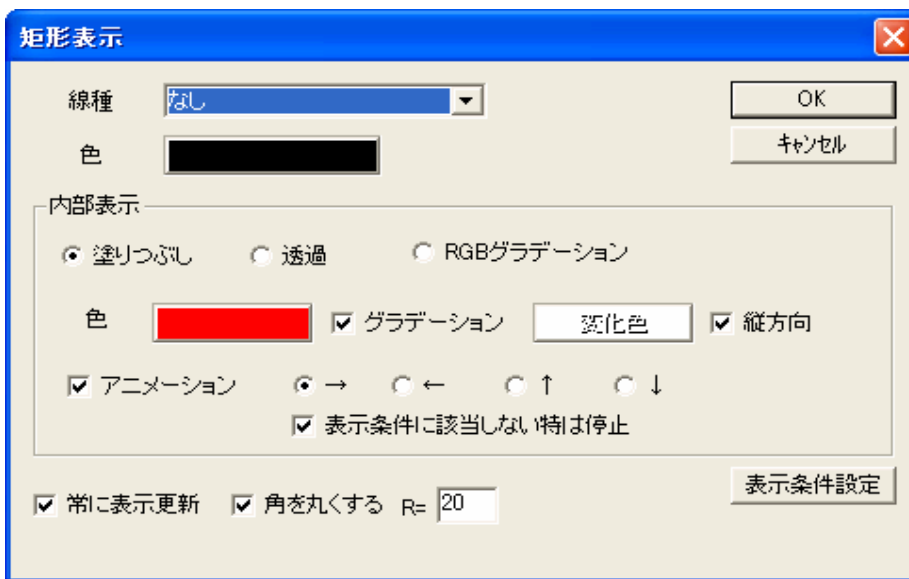 矩形表示
線種 なし OK
色 キャンセル
内部表示
塗りつぶし 透過 RGBグラデーション
色 グラデーション 変化色 縦方向
アニメーション → ← ↑ ↓
表示条件に該当しない特は停止
表示条件設定
常に表示更新 角を丸くする R= 20